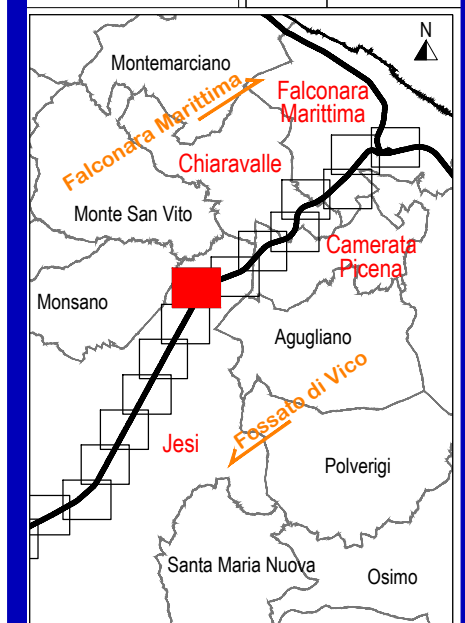 N
Montemarciano
Falconara
Marittima
Falconara Marittima
Chiaravalle
Monte San Vito
Camerata
Picena
Monsano
Agugliano
Fossato di Vico
Jesi
Polverigi
Santa Maria Nuova
Osimo